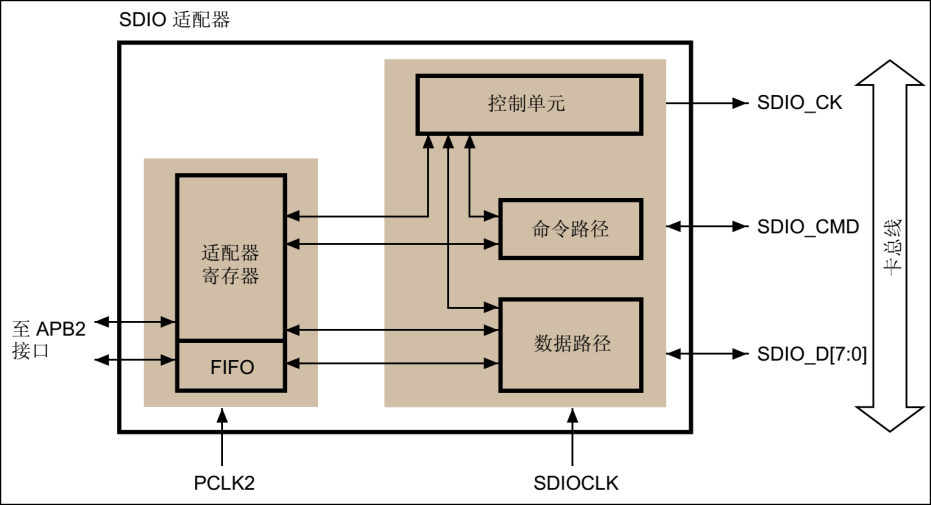 SDIO 适配器
控制单元
SDIO_CK
适配器
寄存器
命令路径
SDIO_CMD
卡总线
至 APB2
接口
FIFO
数据路径
SDIO_D[7:0]
PCLK2
SDIOCLK